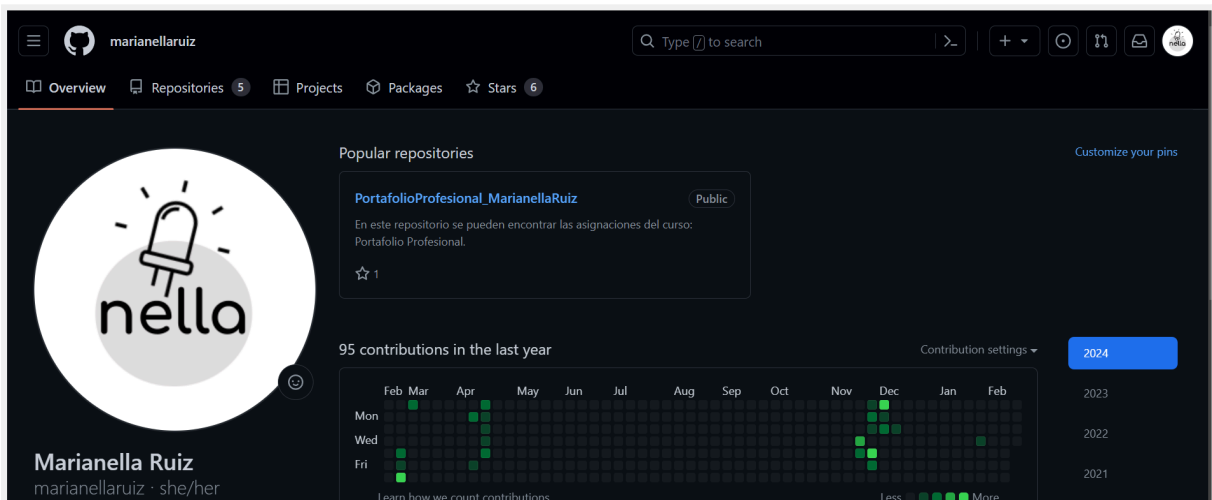 marianellaruiz
Type / to search
Overview
Repositories 5
Projects
Packages
Stars 6
nella
Popular repositories
Customize your pins
PortafolioProfesional_MarianellaRuiz
Public
En este repositorio se pueden encontrar las asignaciones del curso:
Portafolio Profesional.
1
nella
95 contributions in the last year
Contribution settings
2024
2023
2022
2021
Feb Mar Apr May Jun Jul Aug Sep Oct Nov Dec Jan Feb
Mon
Wed
Fri
Learn how we count contributions
Less More
Marianella Ruiz
marianellaruiz · she/her